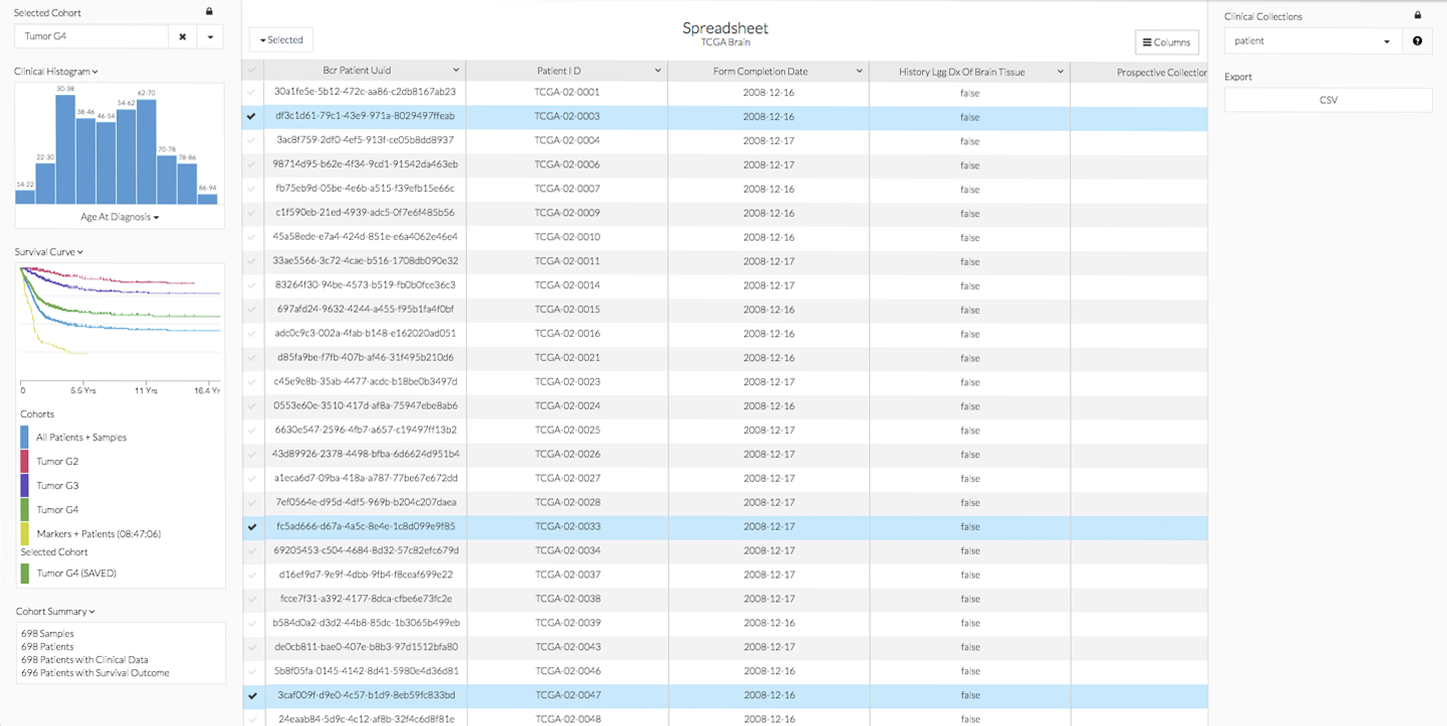 Selected Cohort
Tumor G4
Clinical Histogram
14-22
22-30
30-38
38-46
46-54
54-62
62-70
70-78
78-86
86-94
Age At Diagnosis
Survival Curve
0 5.5 Yrs 11 Yrs 16.4 Yr
Cohorts
All Patients + Samples
Tumor G2
Tumor G3
Tumor G4
Markers + Patients (08:47:06)
Selected Cohort
Tumor G4 (SAVED)
Cohort Summary
698 Samples
698 Patients
698 Patients with Clinical Data
696 Patients with Survival Outcome
Selected
Spreadsheet
TCGA Brain
Columns
Bcr Patient Uuid Patient I D Form Completion Date History Lgg Dx Of Brain Tissue Prospective Collection
30a1fe5e-5b12-472c-aa86-c2db8167ab23 TCGA-02-0001 2008-12-16 false
df3c1d61-79c1-43e9-971a-8029497ffeab TCGA-02-0003 2008-12-16 false
3ac8f759-2df0-4ef5-913f-ce05b8dd8937 TCGA-02-0004 2008-12-17 false
98714d95-b62e-4f34-9cd1-91542da463eb TCGA-02-0006 2008-12-17 false
fb75eb9d-05be-4e6b-a515-f39efb15e66c TCGA-02-0007 2008-12-16 false
c1f590eb-21ed-4939-adc5-0f7e6f485b56 TCGA-02-0009 2008-12-16 false
45a58ede-e7a4-424d-851e-e6a4062e46e4 TCGA-02-0010 2008-12-16 false
33ae5566-3c72-4cae-b516-1708db090e32 TCGA-02-0011 2008-12-17 false
83264f30-94be-4573-b519-fb0b0fce36c3 TCGA-02-0014 2008-12-16 false
697afd24-9632-4244-a455-f95b1fa4f0bf TCGA-02-0015 2008-12-16 false
adc0c9c3-002a-4fab-b148-e162020ad051 TCGA-02-0016 2008-12-17 false
d85fa9be-f7fb-407b-af46-31f495b210d6 TCGA-02-0021 2008-12-16 false
c45e9e8b-35ab-4477-acdc-b18be0b3497d TCGA-02-0023 2008-12-17 false
0553e60e-3510-417d-af8a-75947ebe8ab6 TCGA-02-0024 2008-12-16 false
6630e547-2596-4fb7-a657-c19497ff13b2 TCGA-02-0025 2008-12-17 false
43d89926-2378-4498-bfba-6d6624d951b4 TCGA-02-0026 2008-12-17 false
a1eca6d7-09ba-418a-a787-77be67e672dd TCGA-02-0027 2008-12-17 false
7ef0564e-d95d-4df5-969b-b204c207daea TCGA-02-0028 2008-12-17 false
fc5ad666-d67a-4a5c-8e4e-1c8d099e9f85 TCGA-02-0033 2008-12-17 false
69205453-c504-4684-8d32-57c82efc679d TCGA-02-0034 2008-12-17 false
d16ef9d7-9e9f-4dbb-9fb4-f8ceaf699e22 TCGA-02-0037 2008-12-17 false
fcce7f31-a392-4177-8dca-cfbe6e73fc2e TCGA-02-0038 2008-12-17 false
b584d0a2-d3d2-44b8-85dc-1b3065b499eb TCGA-02-0039 2008-12-17 false
de0cb811-bae0-407e-b8b3-97d1512bfa80 TCGA-02-0043 2008-12-17 false
5b8f05fa-0145-4142-8d41-5980e4d36d81 TCGA-02-0046 2008-12-16 false
3caf009f-d9e0-4c57-b1d9-8eb59fc833bd TCGA-02-0047 2008-12-16 false
24eaab84-5d9c-4c12-af8b-32f4c6d8f81e TCGA-02-0048 2008-12-16 false
Clinical Collections
patient
Export
CSV